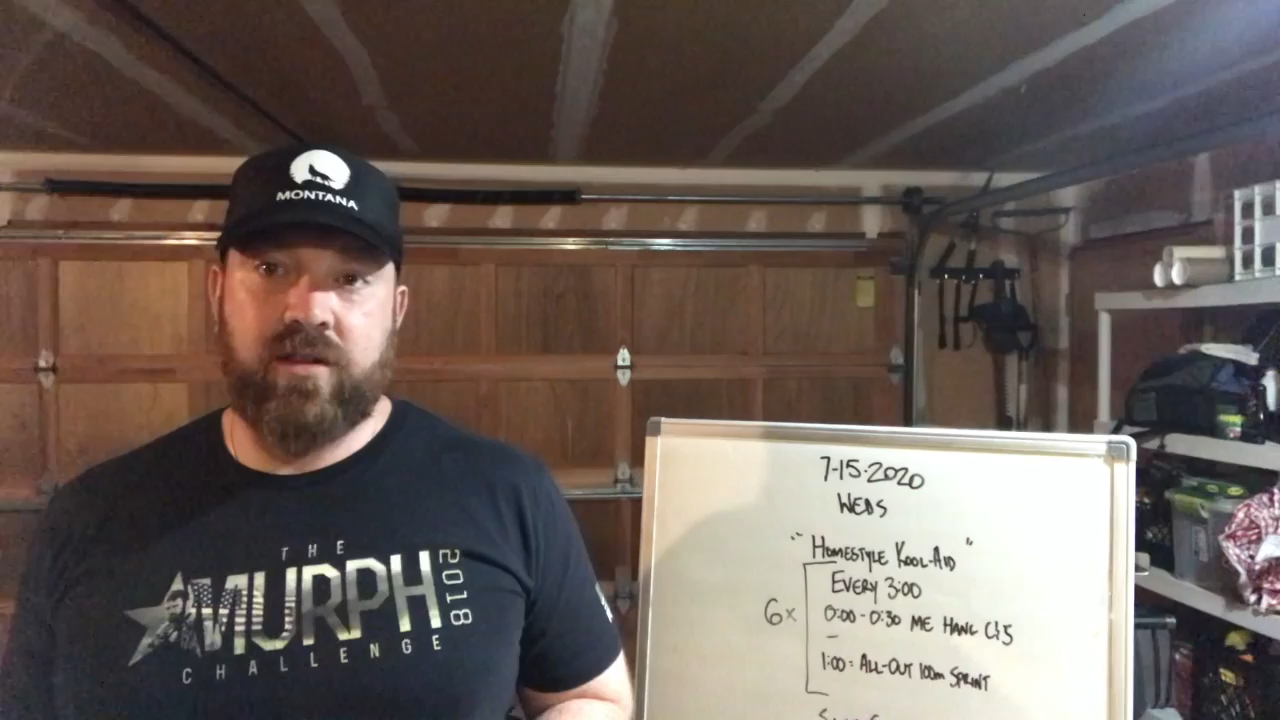 MONTANA
THE
MURPH
2018
CHALLENGE
7-15-2020
WEDS
"HOMESTYLE KOOL-AID"
EVERY 3:00
6x
0:00-0:30 ME HANG C&J
1:00: ALL-OUT 100m SPRINT